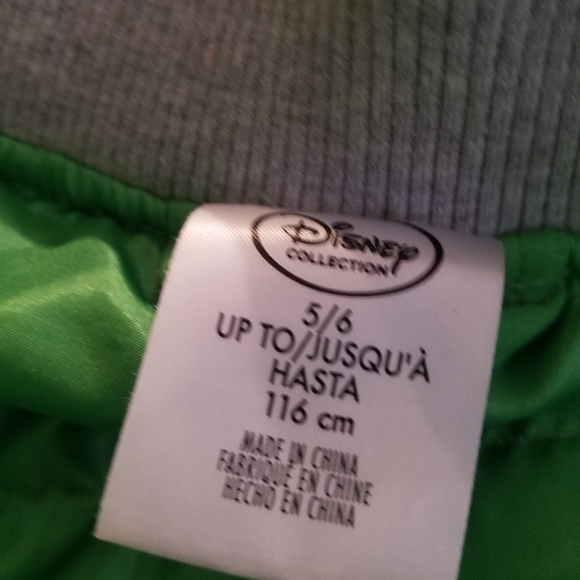 Disney
COLLECTION
5/6
UP TO/JUSQU'À
HASTA
116 cm
MADE IN CHINA
FABRIQUÉ EN CHINE
HECHO EN CHINA